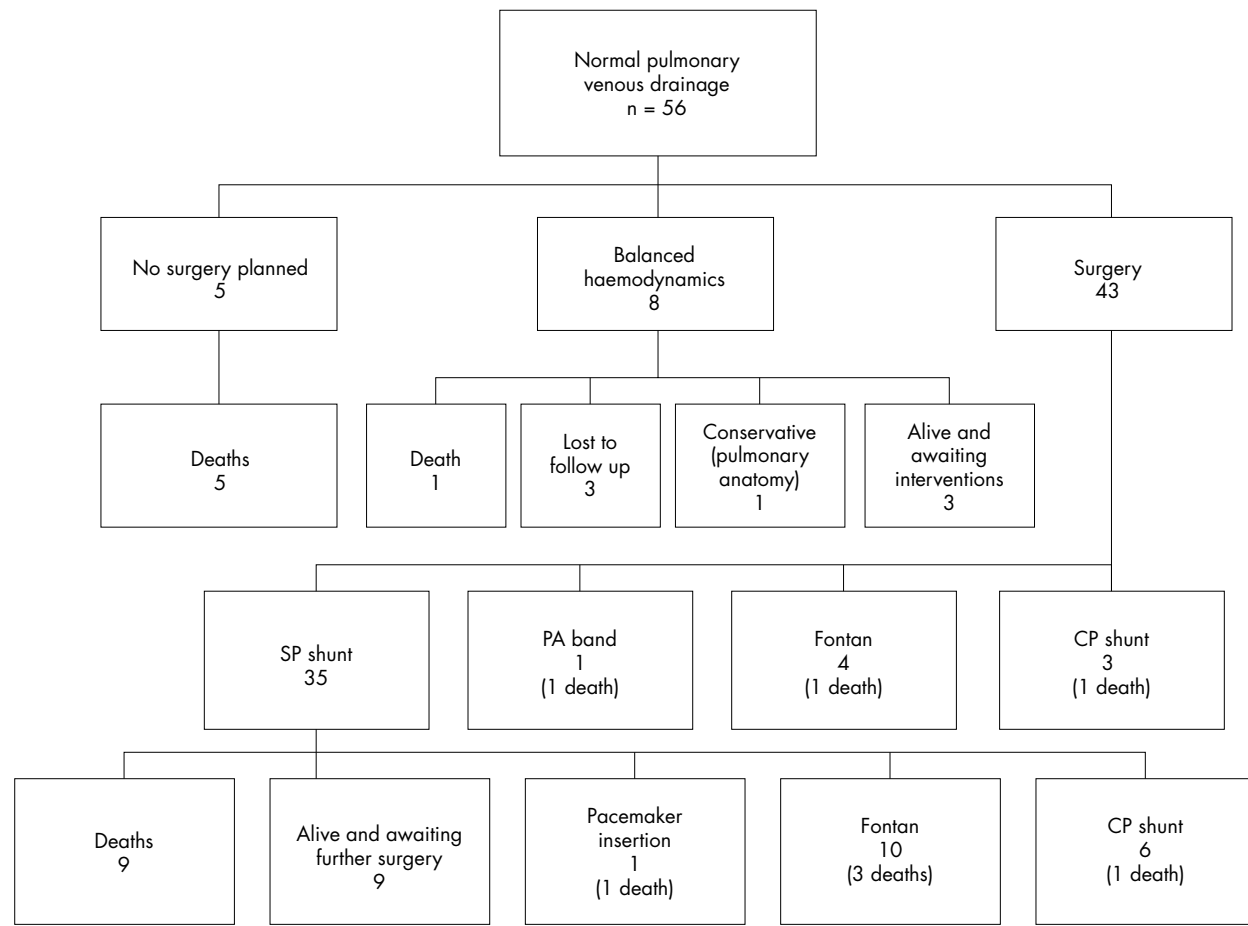 Normal pulmonary
venous drainage
n = 56
No surgery planned
5
Balanced
haemodynamics
8
Surgery
43
Deaths
5
Death
1
Lost to
follow up
3
Conservative
(pulmonary
anatomy)
1
Alive and
awaiting
interventions
3
SP shunt
35
PA band
1
(1 death)
Fontan
4
(1 death)
CP shunt
3
(1 death)
Deaths
9
Alive and awaiting
further surgery
9
Pacemaker
insertion
1
(1 death)
Fontan
10
(3 deaths)
CP shunt
6
(1 death)